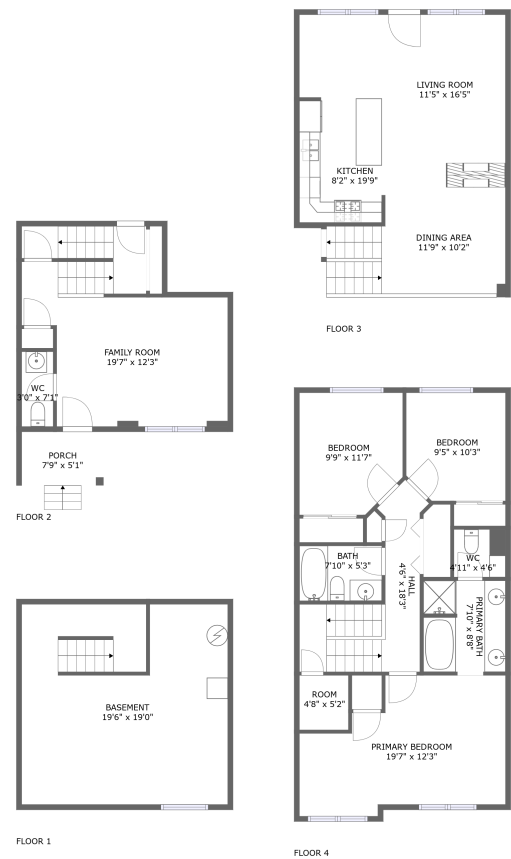 LIVING ROOM
11'5" x 16'5"
KITCHEN
8'2" x 19'9"
DINING AREA
11'9" x 10'2"
FLOOR 3
FAMILY ROOM
19'7" x 12'3"
WC
3'0" x 7'1"
PORCH
7'9" x 5'1"
FLOOR 2
BEDROOM
9'9" x 11'7"
BEDROOM
9'5" x 10'3"
BATH
7'10" x 5'3"
WC
4'11" x 4'6"
HALL
4'6" x 18'3"
PRIMARY BATH
7'10" x 8'8"
ROOM
4'8" x 5'2"
PRIMARY BEDROOM
19'7" x 12'3"
FLOOR 4
BASEMENT
19'6" x 19'0"
FLOOR 1